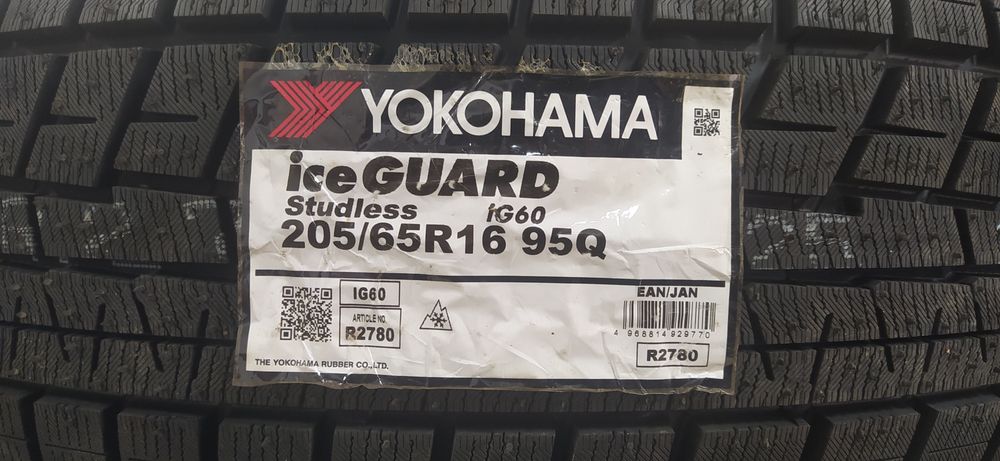 YOKOHAMA
iceGUARD
Studless iG60
205/65R16 95Q
IG60
ARTICLE NO.
R2780
EAN/JAN
4 968814 929770
R2780
THE YOKOHAMA RUBBER CO.,LTD.